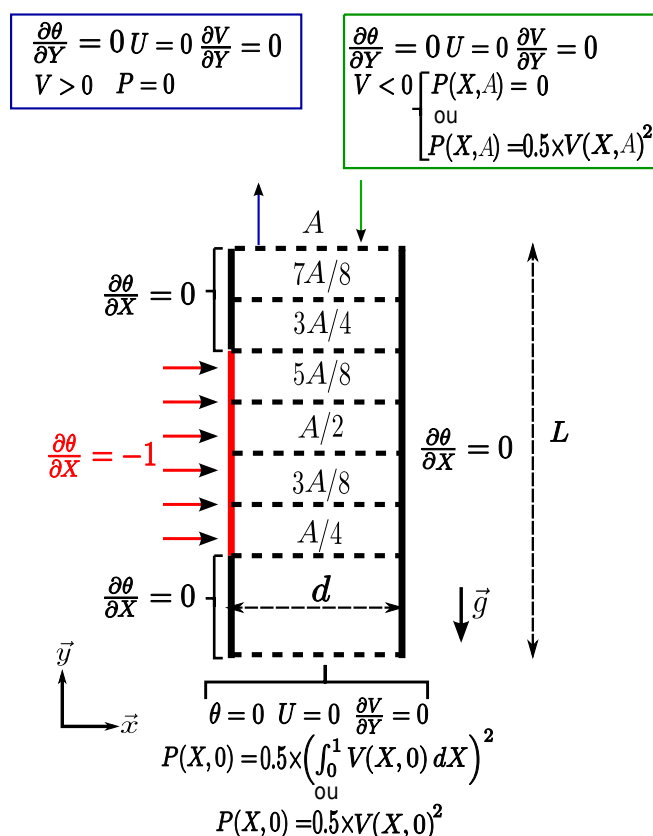 ∂θ/∂Y = 0 U = 0 ∂V/∂Y = 0
V > 0 P = 0
∂θ/∂Y = 0 U = 0 ∂V/∂Y = 0
V < 0 P(X,A) = 0
ou
P(X,A) = 0.5×V(X,A)²
A
7A/8
∂θ/∂X = 0
3A/4
5A/8
A/2
∂θ/∂X = −1
∂θ/∂X = 0
L
3A/8
A/4
∂θ/∂X = 0
d
g⃗
y⃗
x⃗
θ = 0 U = 0 ∂V/∂Y = 0
P(X,0) = 0.5×(∫₀¹ V(X,0) dX)²
ou
P(X,0) = 0.5×V(X,0)²